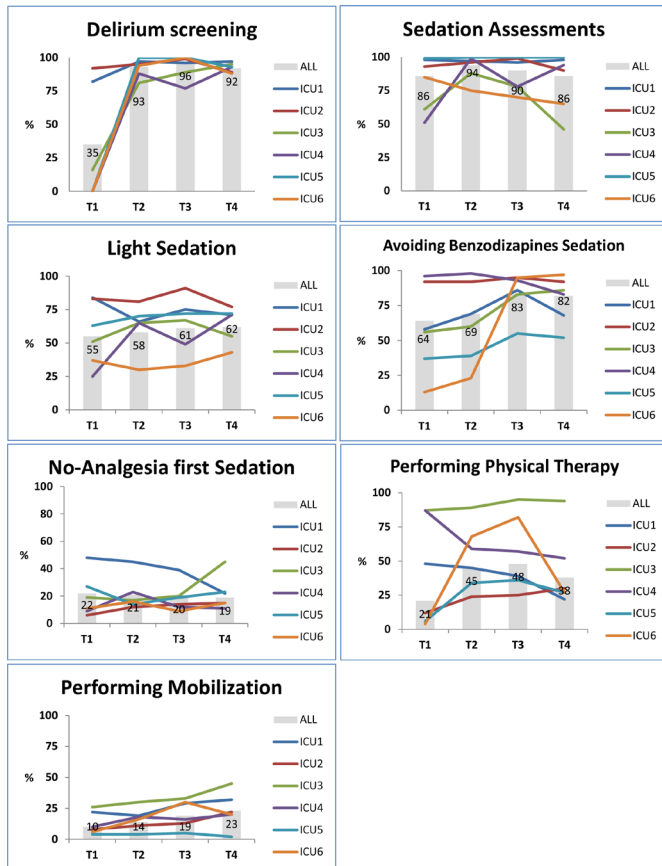 Delirium screening
100
75
%
50
25
0
35
93
96
92
T1 T2 T3 T4
ALL
ICU1
ICU2
ICU3
ICU4
ICU5
ICU6
Sedation Assessments
100
75
%
50
25
0
86
94
90
86
T1 T2 T3 T4
ALL
ICU1
ICU2
ICU3
ICU4
ICU5
ICU6
Light Sedation
100
75
%
50
25
0
55
58
61
62
T1 T2 T3 T4
ALL
ICU1
ICU2
ICU3
ICU4
ICU5
ICU6
Avoiding Benzodizapines Sedation
100
75
%
50
25
0
64
69
83
82
T1 T2 T3 T4
ALL
ICU1
ICU2
ICU3
ICU4
ICU5
ICU6
No-Analgesia first Sedation
100
80
%
60
40
20
0
22
21
20
19
T1 T2 T3 T4
ALL
ICU1
ICU2
ICU3
ICU4
ICU5
ICU6
Performing Physical Therapy
100
75
%
50
25
0
21
45
48
38
T1 T2 T3 T4
ALL
ICU1
ICU2
ICU3
ICU4
ICU5
ICU6
Performing Mobilization
100
75
%
50
25
0
10
14
19
23
T1 T2 T3 T4
ALL
ICU1
ICU2
ICU3
ICU4
ICU5
ICU6